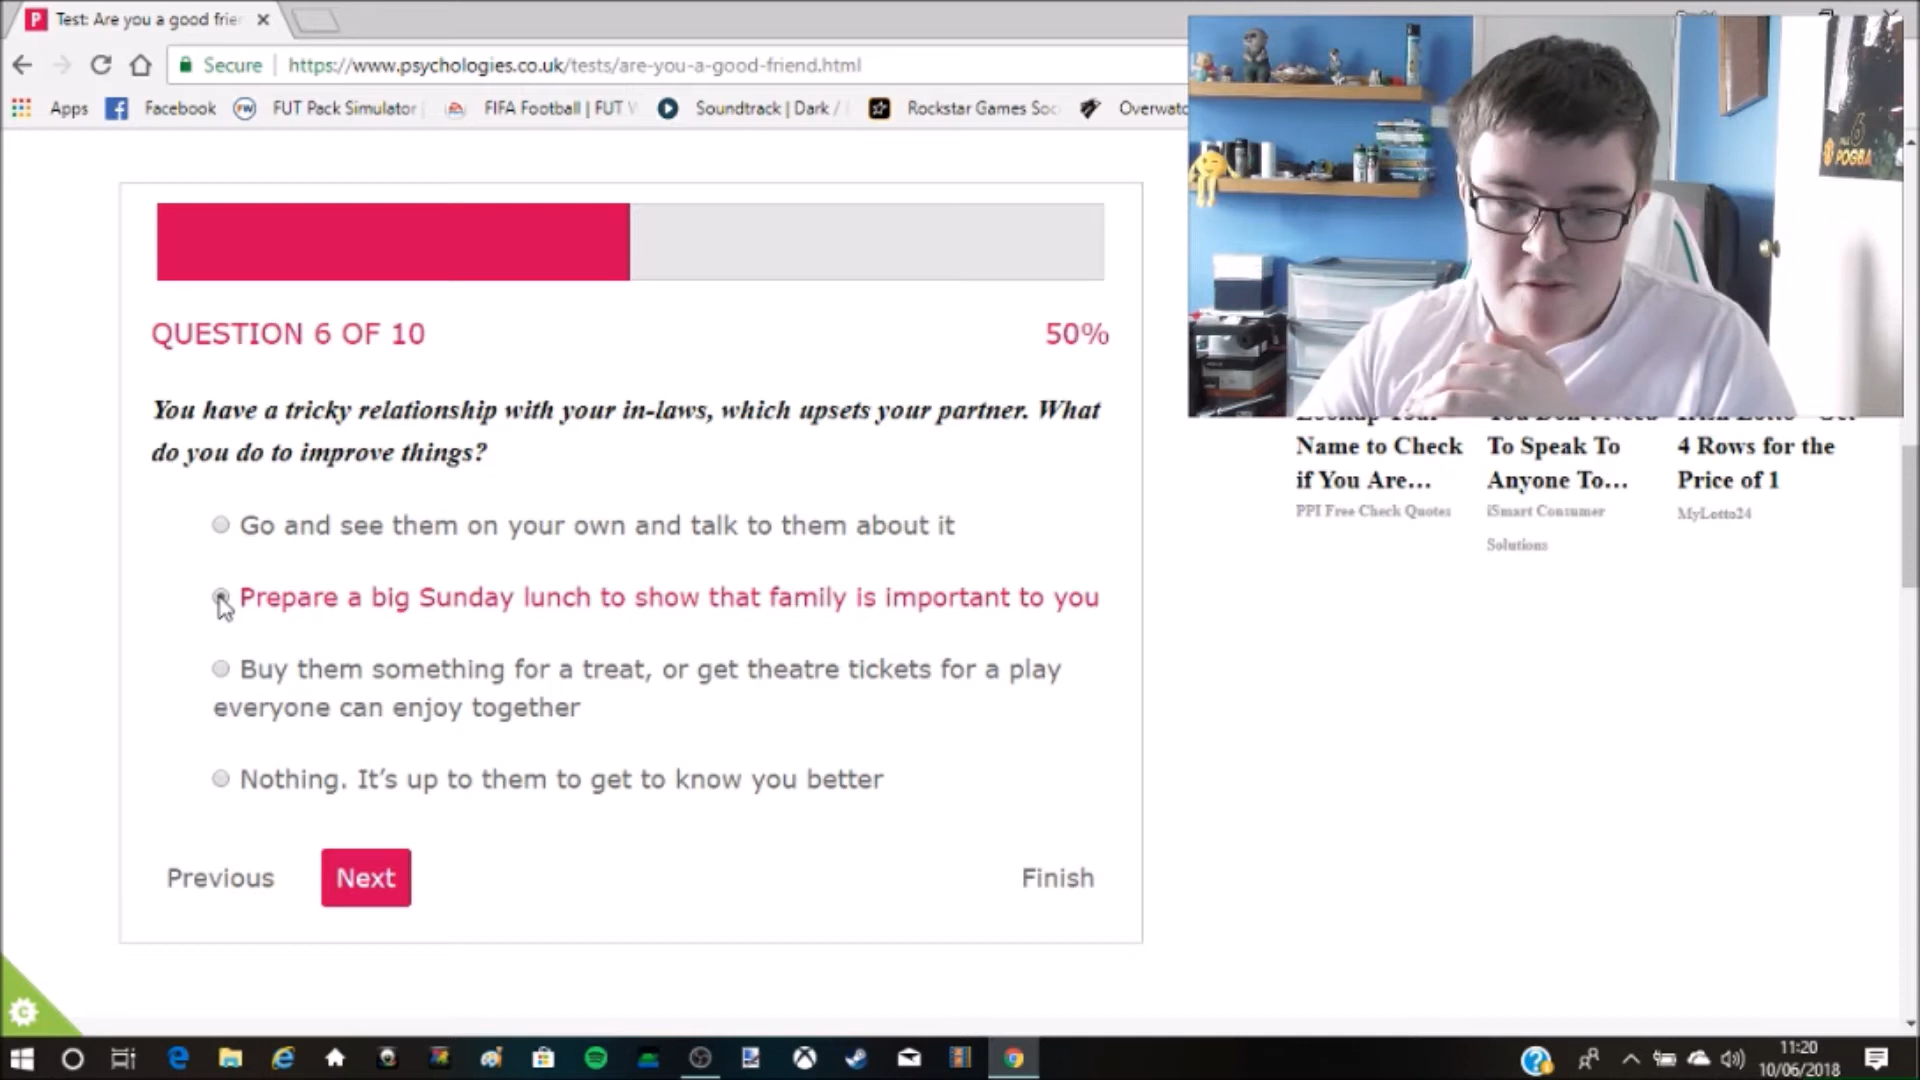 Test: Are you a good frie
Secure | https://www.psychologies.co.uk/tests/are-you-a-good-friend.html
Apps Facebook FUT Pack Simulator FIFA Football | FUT Soundtrack | Dark / Rockstar Games Soc Overwatc
6
POGBA
QUESTION 6 OF 10
50%
You have a tricky relationship with your in-laws, which upsets your partner. What
do you do to improve things?
Go and see them on your own and talk to them about it
Prepare a big Sunday lunch to show that family is important to you
Buy them something for a treat, or get theatre tickets for a play
everyone can enjoy together
Nothing. It's up to them to get to know you better
Previous
Next
Finish
Name to Check
if You Are...
PPI Free Check Quotes
To Speak To
Anyone To...
iSmart Consumer
Solutions
4 Rows for the
Price of 1
MyLotto24
11:20
10/06/2018